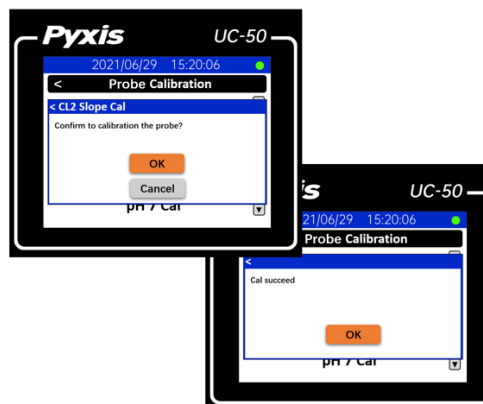 Pyxis UC-50
2021/06/29 15:20:06
< Probe Calibration
< CL2 Slope Cal
Confirm to calibration the probe?
OK
Cancel
pH 7 Cal
is UC-50
21/06/29 15:20:06
Probe Calibration
<
Cal succeed
OK
pH 7 Cal